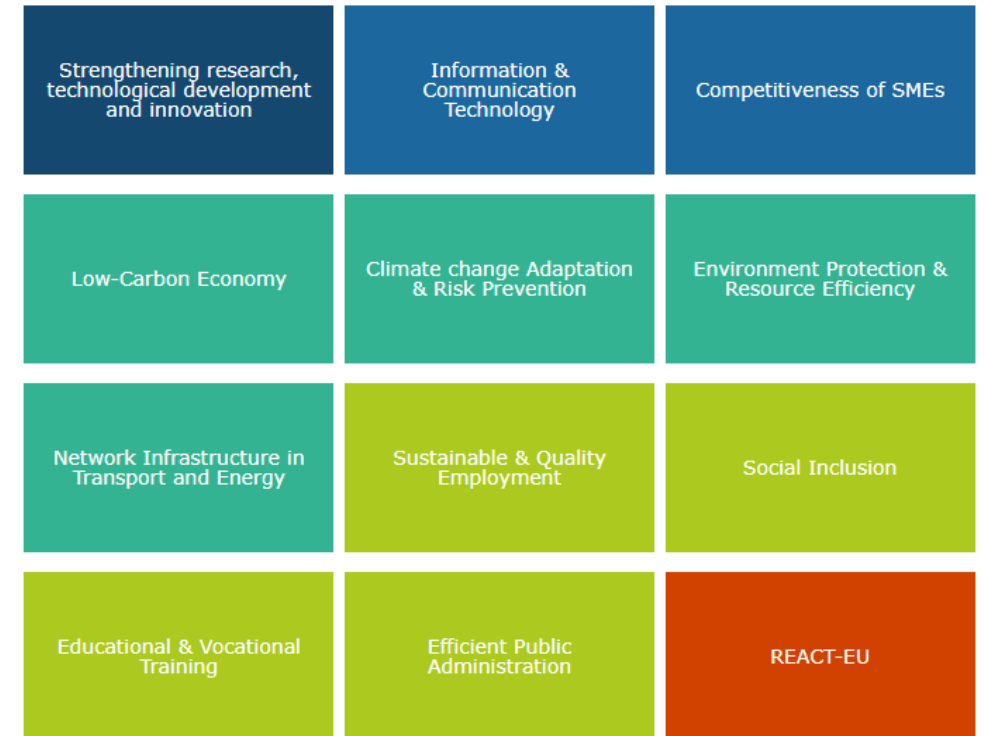 Strengthening research,
technological development
and innovation
Information &
Communication
Technology
Competitiveness of SMEs
Low-Carbon Economy
Climate change Adaptation
& Risk Prevention
Environment Protection &
Resource Efficiency
Network Infrastructure in
Transport and Energy
Sustainable & Quality
Employment
Social Inclusion
Educational & Vocational
Training
Efficient Public
Administration
REACT-EU